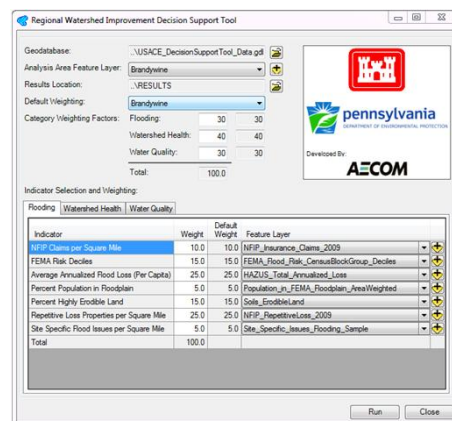 Regional Watershed Improvement Decision Support Tool
Geodatabase: ..\USACE_DecisionSupportTool_Data.gdl
Analysis Area Feature Layer: Brandywine
Results Location: ..\RESULTS
Default Weighting: Brandywine
Category Weighting Factors: Flooding: 30 30
Watershed Health: 40 40
Water Quality: 30 30
Total: 100.0
pennsylvania
DEPARTMENT OF ENVIRONMENTAL PROTECTION
Developed By:
AECOM
Indicator Selection and Weighting:
Flooding Watershed Health Water Quality
Indicator Weight Default Weight Feature Layer
NFIP Claims per Square Mile 10.0 10.0 NFIP_Insurance_Claims_2009
FEMA Risk Deciles 15.0 15.0 FEMA_Flood_Risk_CensusBlockGroup_Deciles
Average Annualized Flood Loss (Per Capita) 25.0 25.0 HAZUS_Total_Annualized_Loss
Percent Population in Floodplain 5.0 5.0 Population_in_FEMA_Floodplain_AreaWeighted
Percent Highly Erodible Land 15.0 15.0 Soils_ErodibleLand
Repetitive Loss Properties per Square Mile 25.0 25.0 NFIP_RepetitiveLoss_2009
Site Specific Flood Issues per Square Mile 5.0 5.0 Site_Specific_Issues_Flooding_Sample
Total 100.0
Run Close